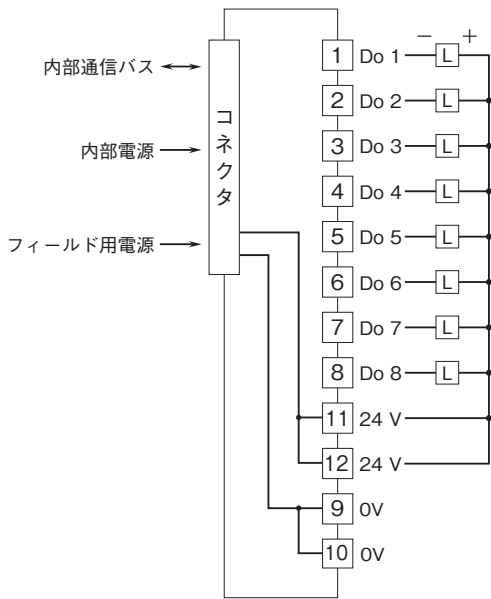 − +
1 Do 1 L
内部通信バス
2 Do 2 L
コネクタ
内部電源
3 Do 3 L
4 Do 4 L
フィールド用電源
5 Do 5 L
6 Do 6 L
7 Do 7 L
8 Do 8 L
11 24 V
12 24 V
9 0V
10 0V